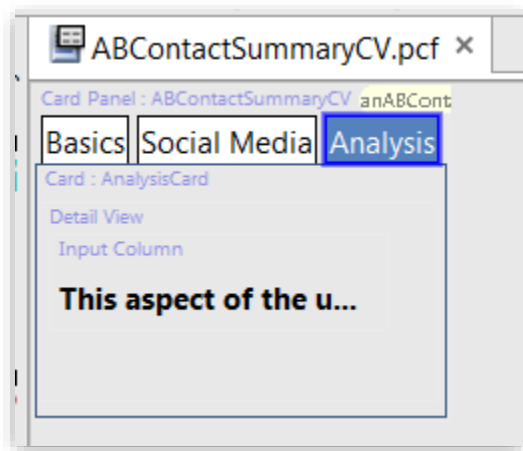 ABContactSummaryCV.pcf ×
Card Panel : ABContactSummaryCV anABCont
Basics Social Media Analysis
Card : AnalysisCard
Detail View
Input Column
This aspect of the u...